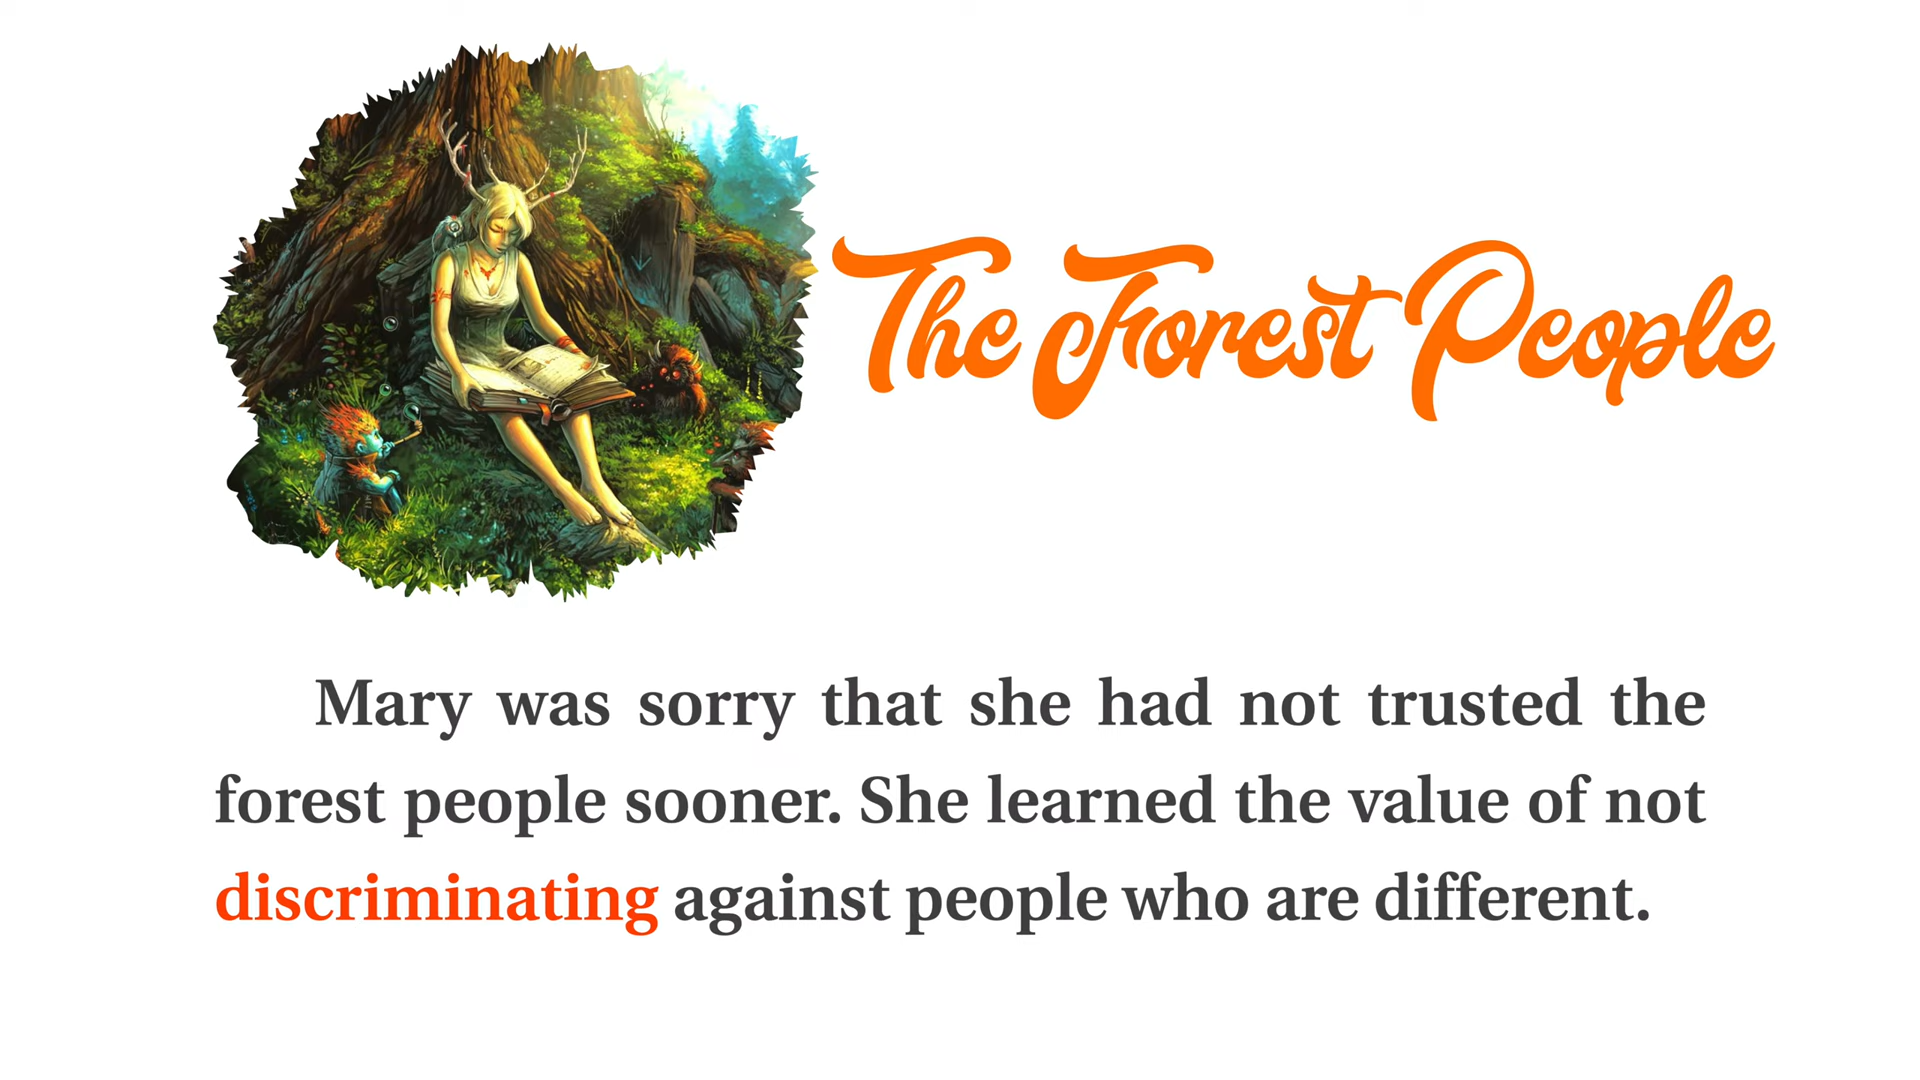 The Forest People
Mary was sorry that she had not trusted the
forest people sooner. She learned the value of not
discriminating against people who are different.